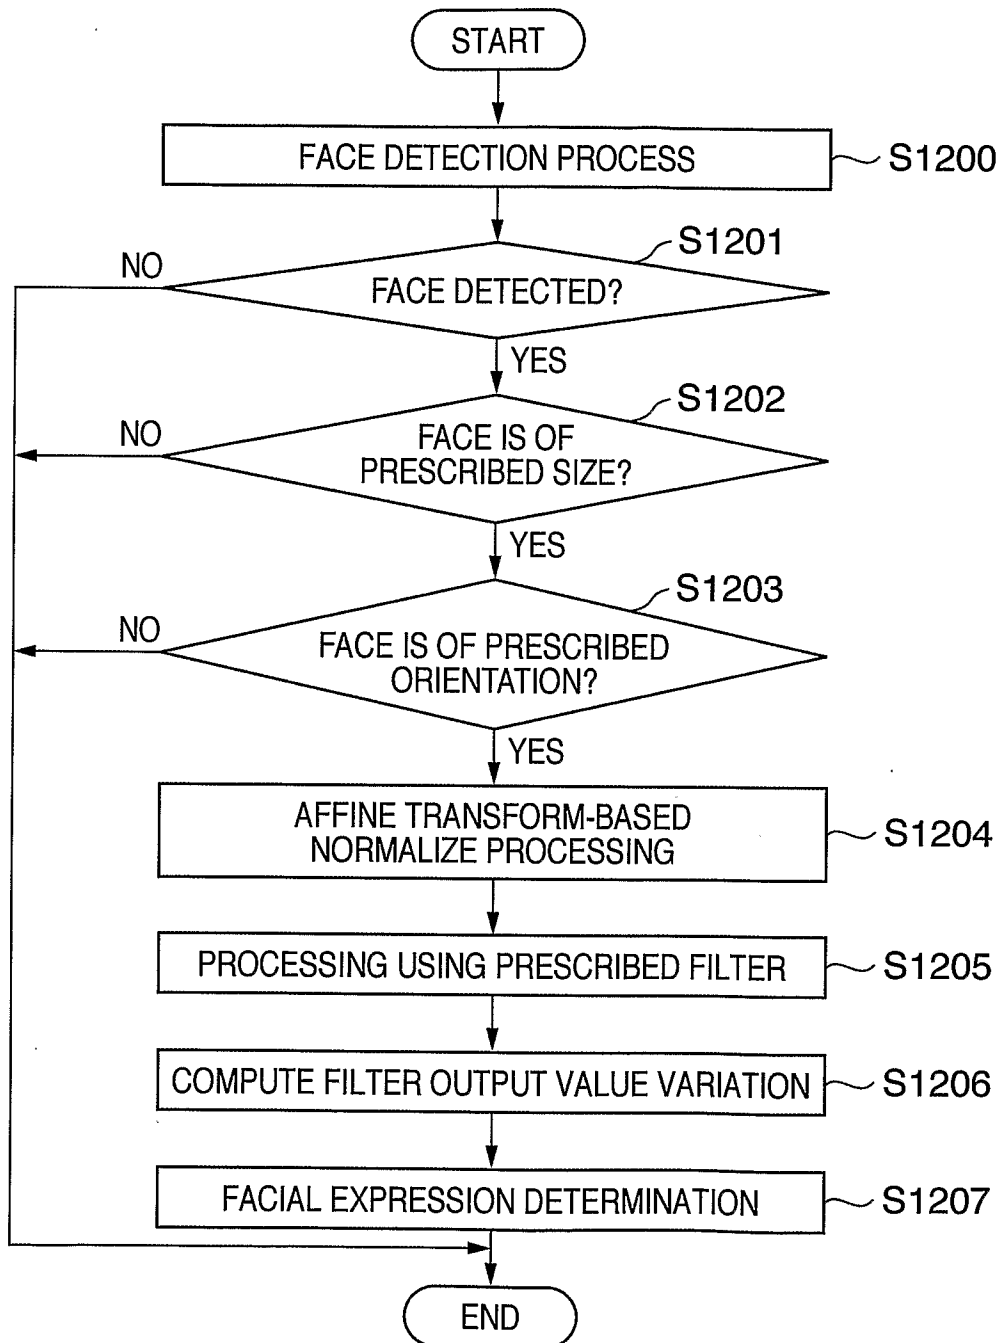 START
FACE DETECTION PROCESS
S1200
S1201
NO
FACE DETECTED?
YES
S1202
NO
FACE IS OF
PRESCRIBED SIZE?
YES
S1203
NO
FACE IS OF PRESCRIBED
ORIENTATION?
YES
AFFINE TRANSFORM-BASED
NORMALIZE PROCESSING
S1204
PROCESSING USING PRESCRIBED FILTER
S1205
COMPUTE FILTER OUTPUT VALUE VARIATION
S1206
FACIAL EXPRESSION DETERMINATION
S1207
END